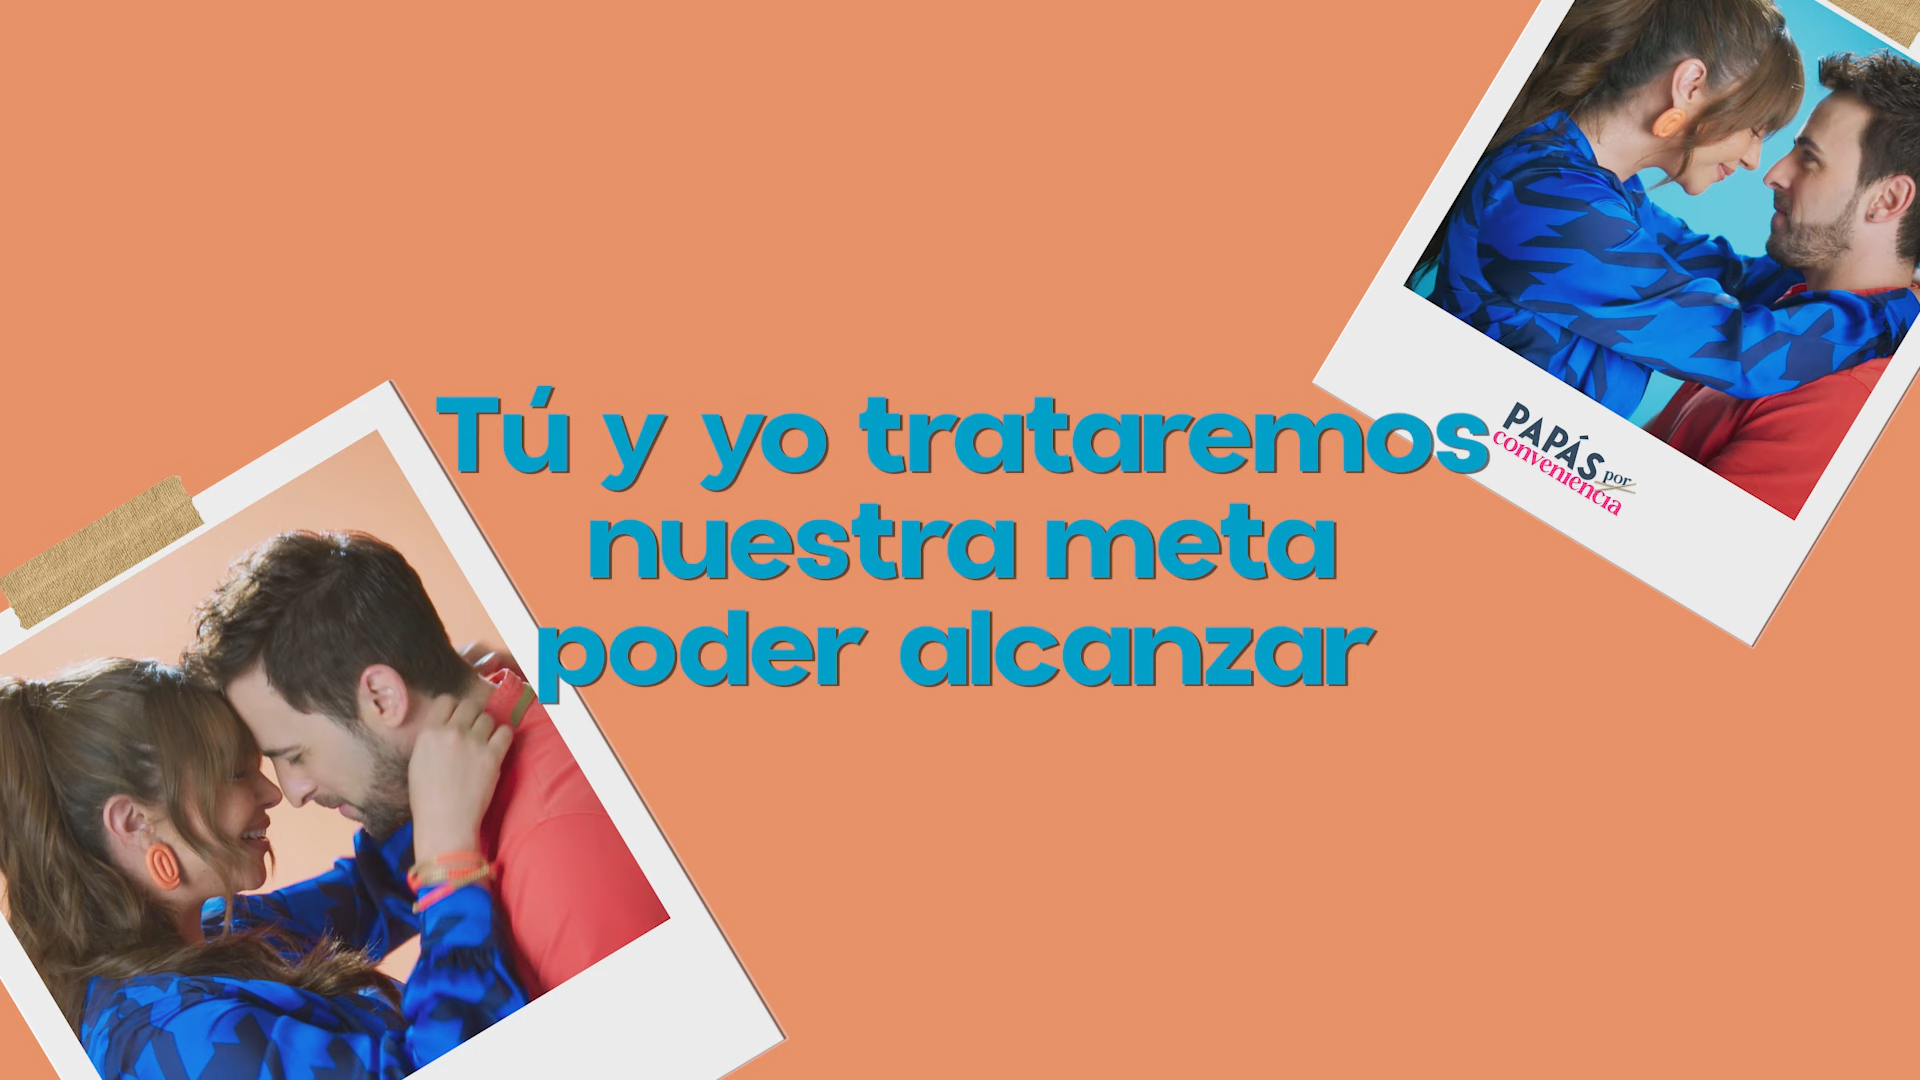 Tú y yo trataremos
nuestra meta
poder alcanzar
PAPÁS por
conveniencia